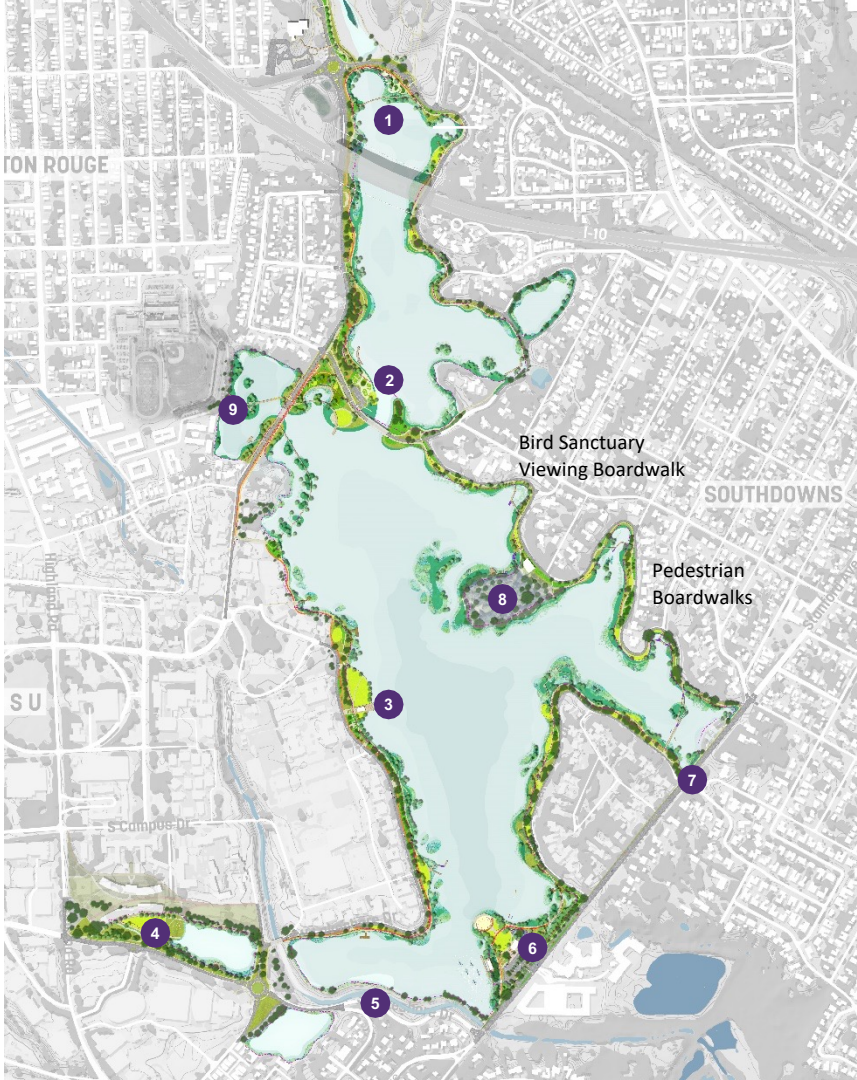 1
TON ROUGE
I-10
2
9
Bird Sanctuary
Viewing Boardwalk
SOUTHDOWNS
Highland Rd
Pedestrian
Boardwalks
8
S U
3
7
S Campus Dr
4
6
5